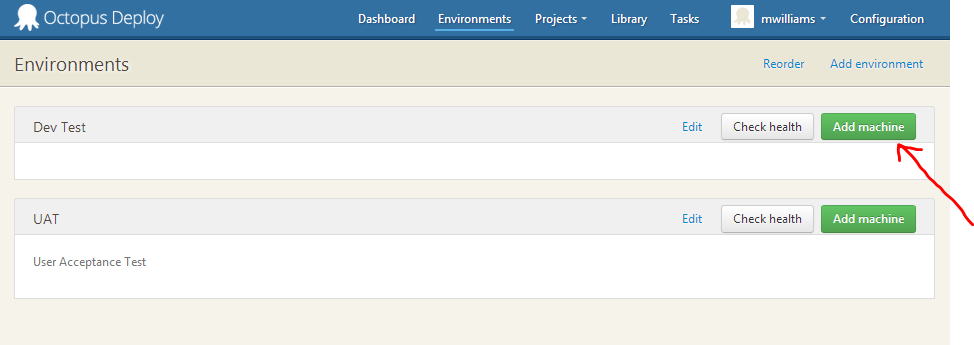 Octopus Deploy Dashboard Environments Projects Library Tasks mwilliams Configuration
Environments Reorder Add environment
Dev Test Edit Check health Add machine
UAT Edit Check health Add machine
User Acceptance Test